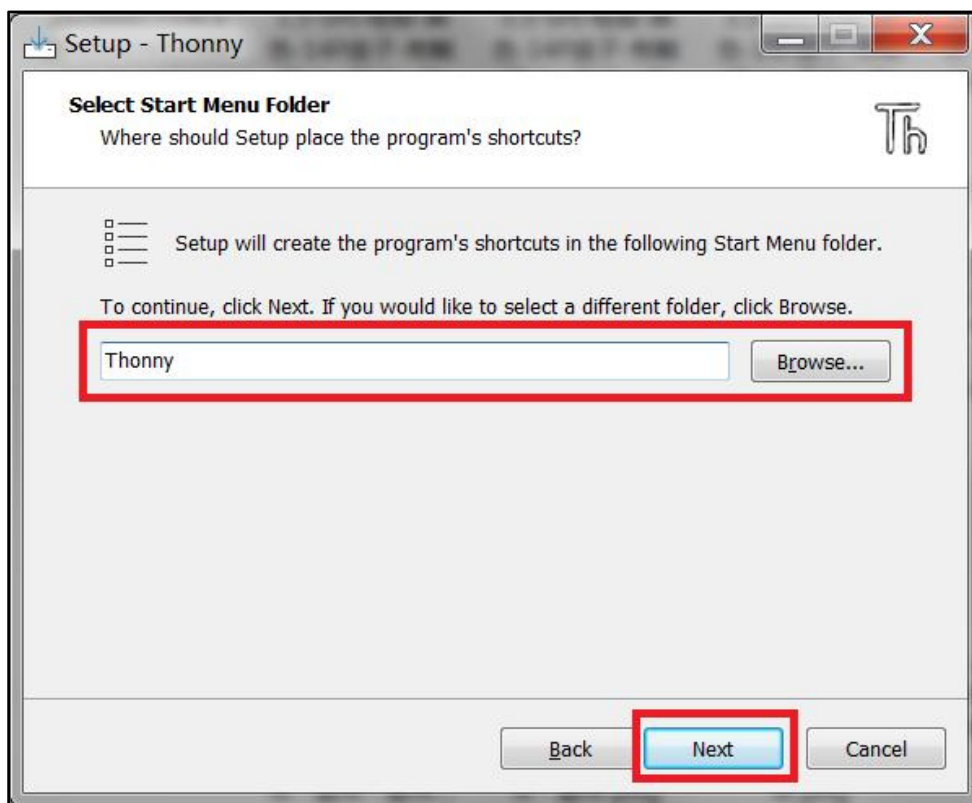 Setup - Thonny
Select Start Menu Folder
Where should Setup place the program's shortcuts?
Th
Setup will create the program's shortcuts in the following Start Menu folder.
To continue, click Next. If you would like to select a different folder, click Browse.
Thonny
Browse...
Back
Next
Cancel